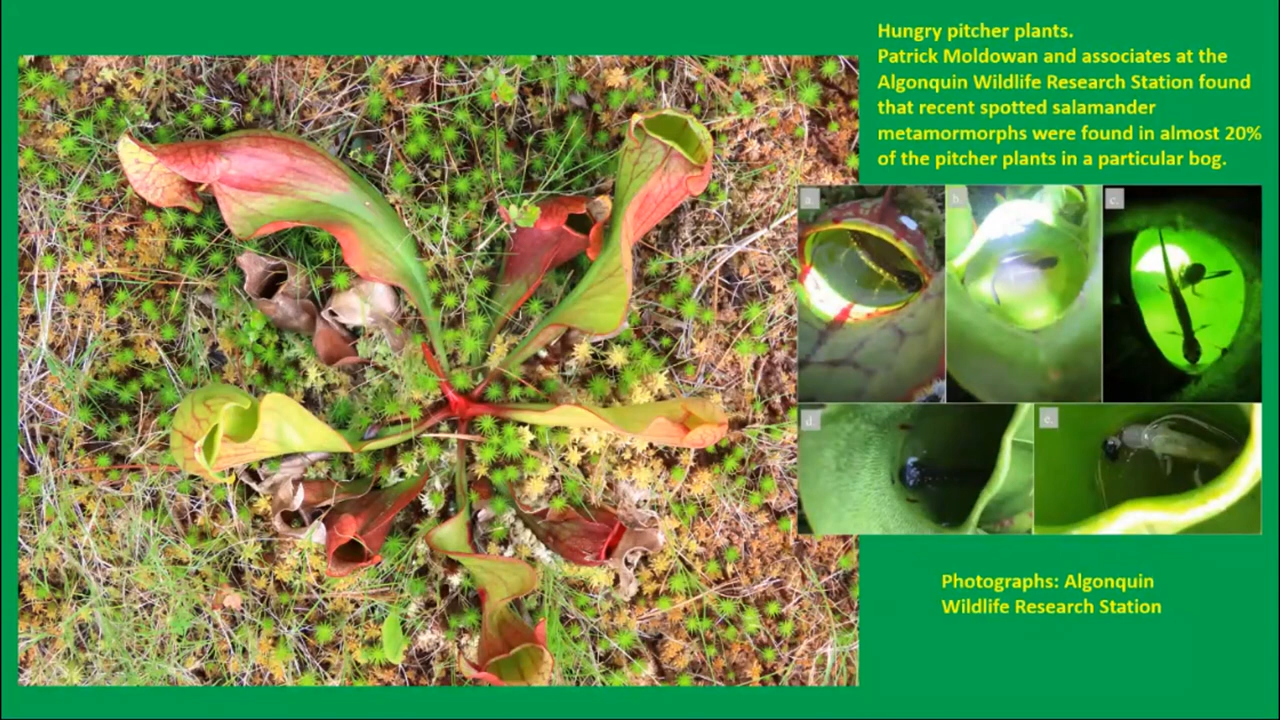 Hungry pitcher plants.
Patrick Moldowan and associates at the
Algonquin Wildlife Research Station found
that recent spotted salamander
metamormorphs were found in almost 20%
of the pitcher plants in a particular bog.
a.
b.
c.
d.
e.
Photographs: Algonquin
Wildlife Research Station